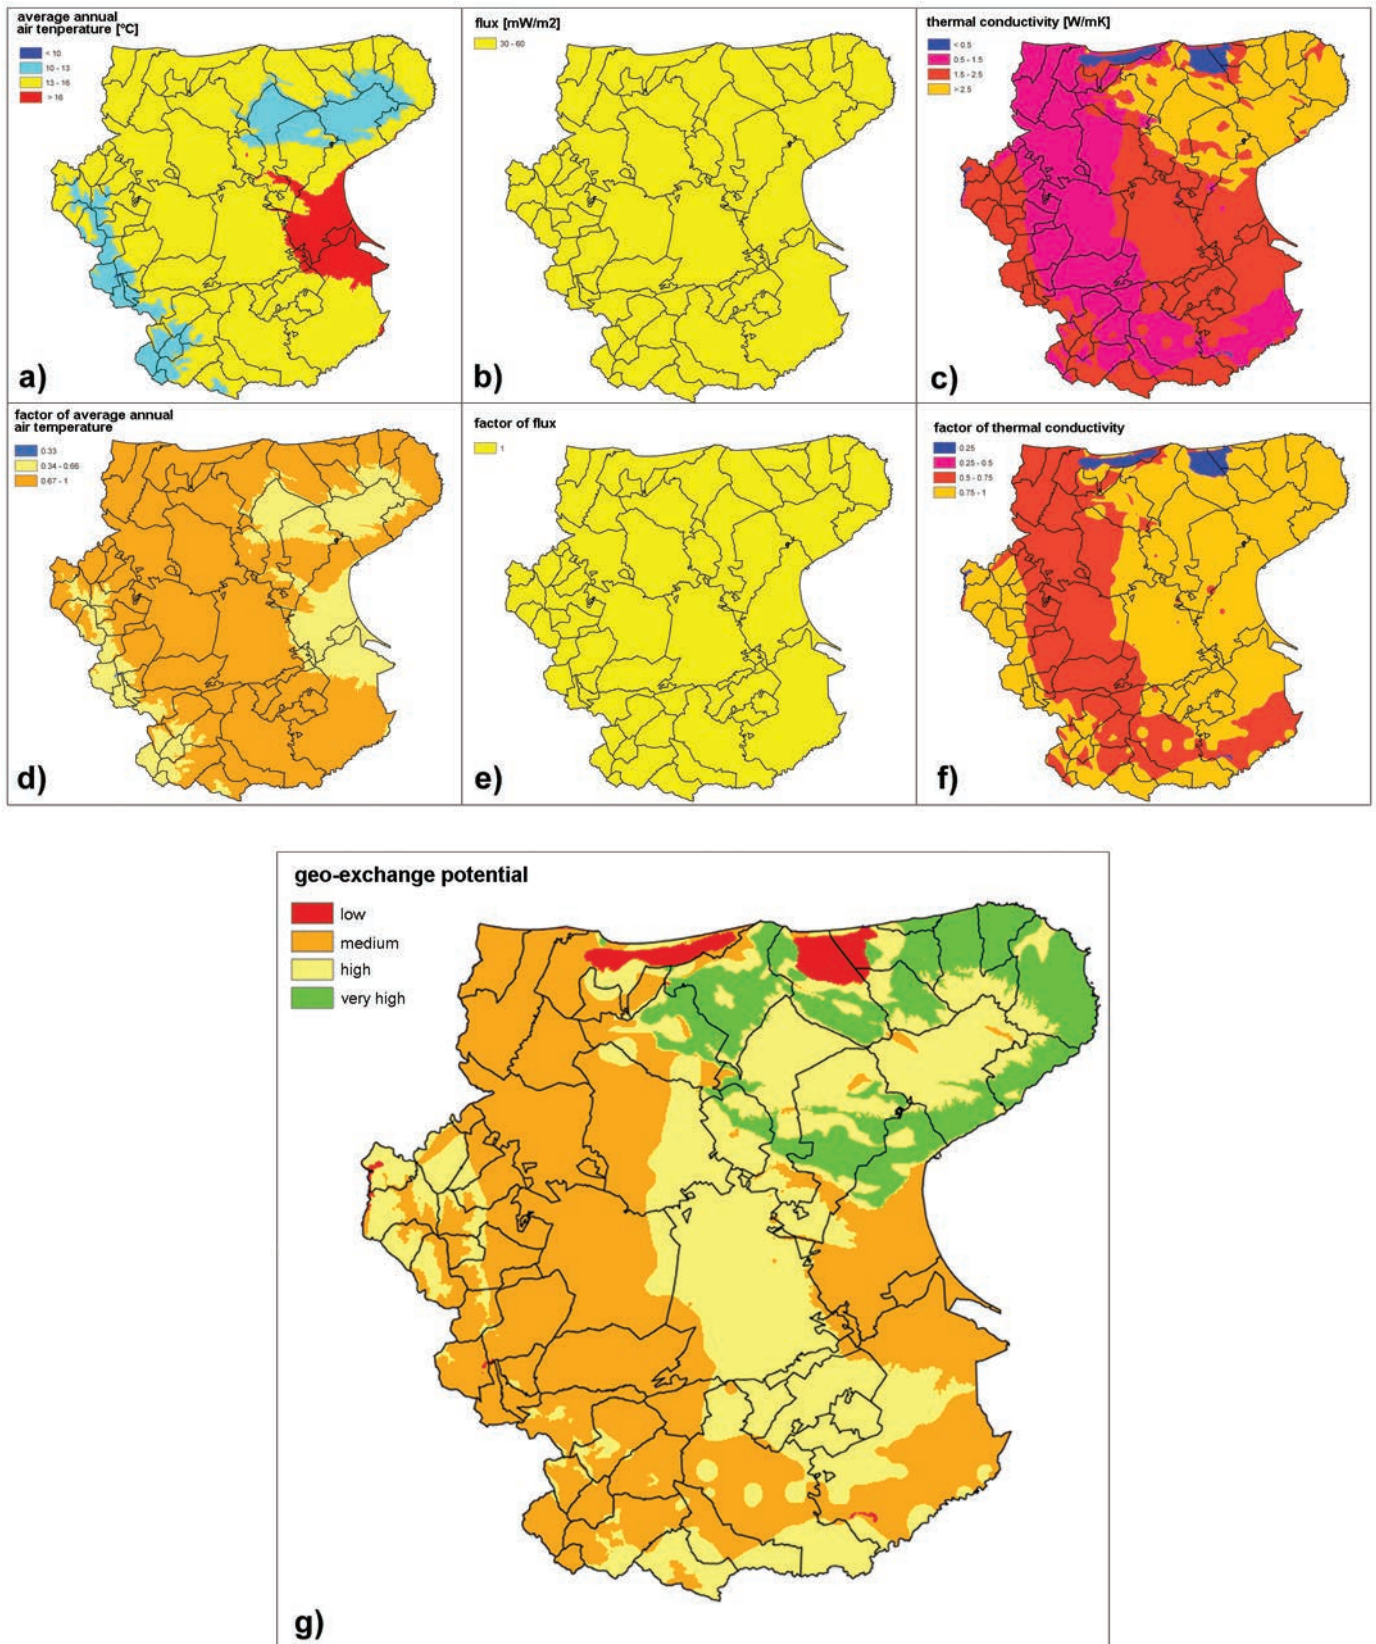 average annual
air tenperature [ºC]
< 10
10 - 13
13 - 16
> 16
a)
flux [mW/m2]
30 - 60
b)
thermal conductivity [W/mK]
< 0.5
0.5 - 1.5
1.5 - 2.5
> 2.5
c)
factor of average annual
air temperature
0.33
0.34 - 0.66
0.67 - 1
d)
factor of flux
1
e)
factor of thermal conductivity
0.25
0.25 - 0.5
0.5 - 0.75
0.75 - 1
f)
geo-exchange potential
low
medium
high
very high
g)